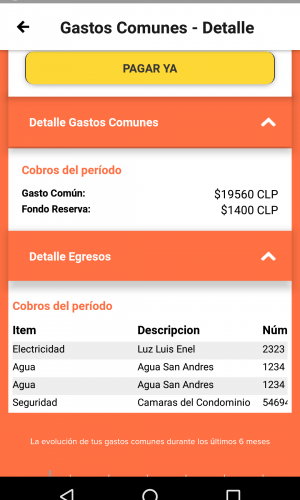 Gastos Comunes - Detalle
PAGAR YA
Detalle Gastos Comunes
Cobros del período
Gasto Común: $19560 CLP
Fondo Reserva: $1400 CLP
Detalle Egresos
Cobros del período
Item Descripcion Núm
Electricidad Luz Luis Enel 2323
Agua Agua San Andres 1234
Agua Agua San Andres 1234
Seguridad Camaras del Condominio 54694
La evolución de tus gastos comunes durante los últimos 6 meses